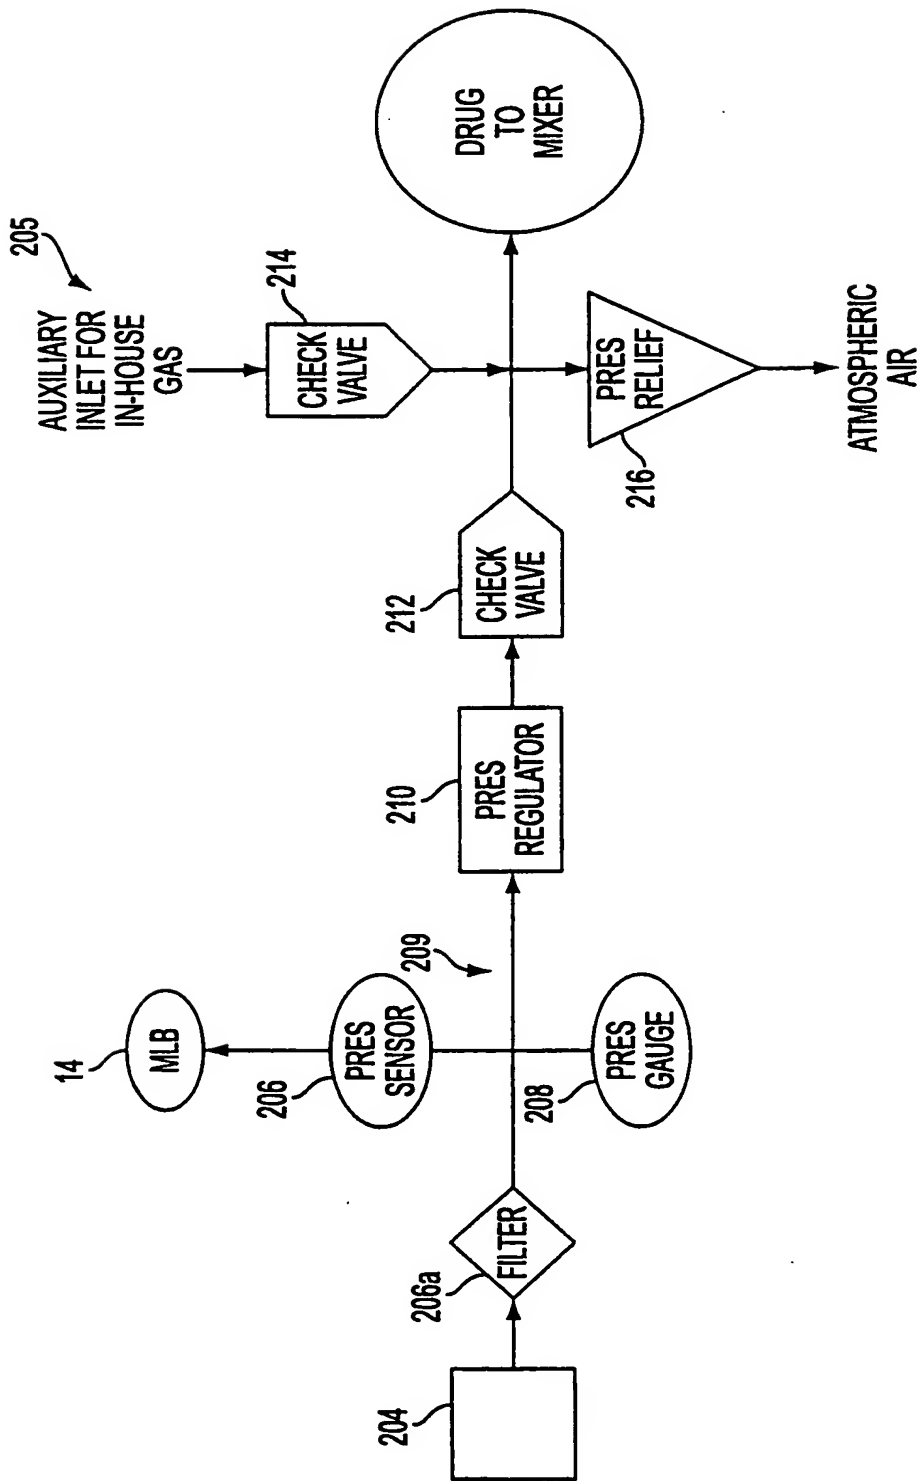 204
206a
FILTER
14
MLB
206
PRES
SENSOR
208
PRES
GAUGE
209
210
PRES
REGULATOR
212
CHECK
VALVE
AUXILIARY
INLET FOR
IN-HOUSE
GAS
205
214
CHECK
VALVE
216
PRES
RELIEF
ATMOSPHERIC
AIR
DRUG
TO
MIXER